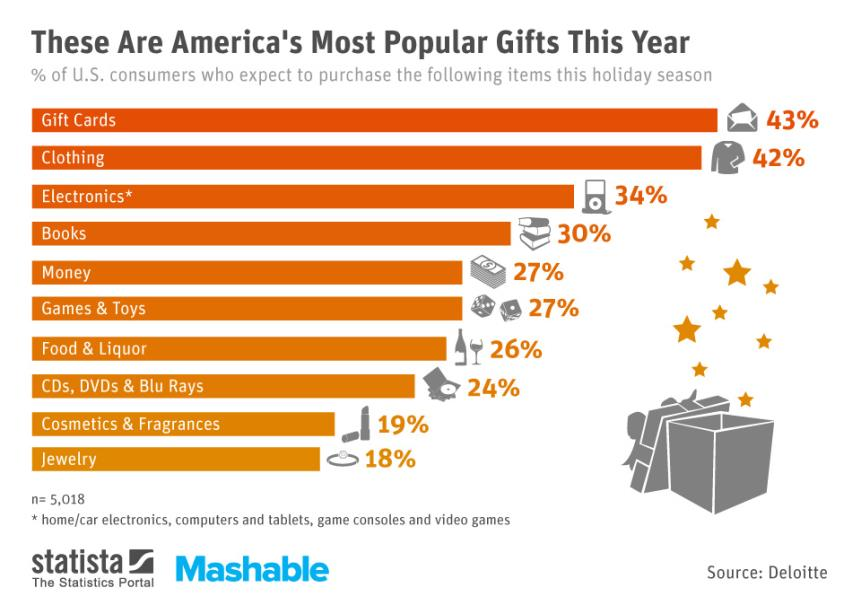 These Are America's Most Popular Gifts This Year
% of U.S. consumers who expect to purchase the following items this holiday season
Gift Cards 43%
Clothing 42%
Electronics* 34%
Books 30%
Money 27%
Games & Toys 27%
Food & Liquor 26%
CDs, DVDs & Blu Rays 24%
Cosmetics & Fragrances 19%
Jewelry 18%
n= 5,018
* home/car electronics, computers and tablets, game consoles and video games
statista
The Statistics Portal
Mashable
Source: Deloitte